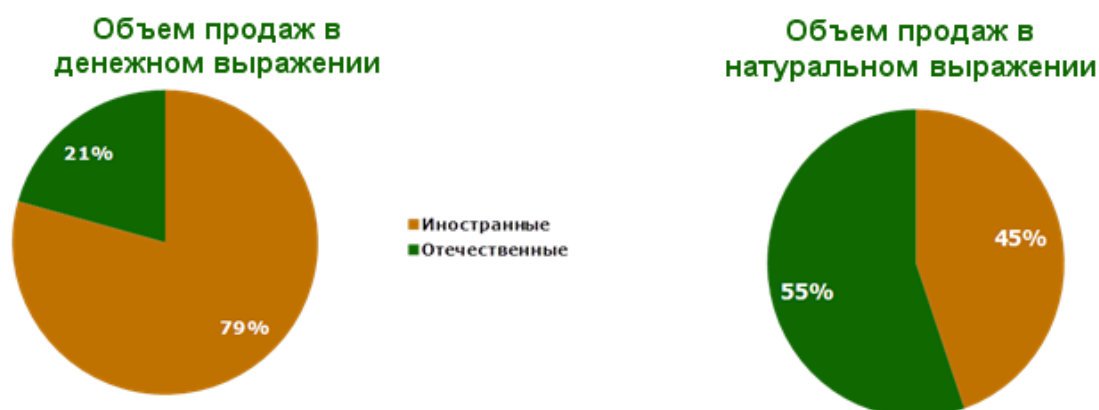 Объем продаж в
денежном выражении
21%
79%
Иностранные
Отечественные
Объем продаж в
натуральном выражении
45%
55%